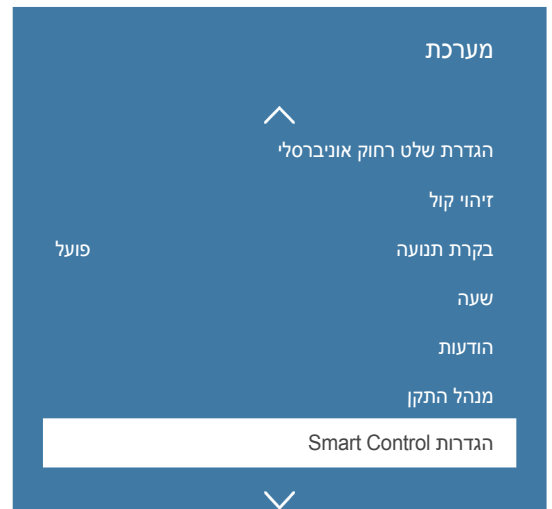 מערכת
הגדרת שלט רחוק אוניברסלי
זיהוי קול
בקרת תנועה פועל
שעה
הודעות
מנהל התקן
הגדרות Smart Control